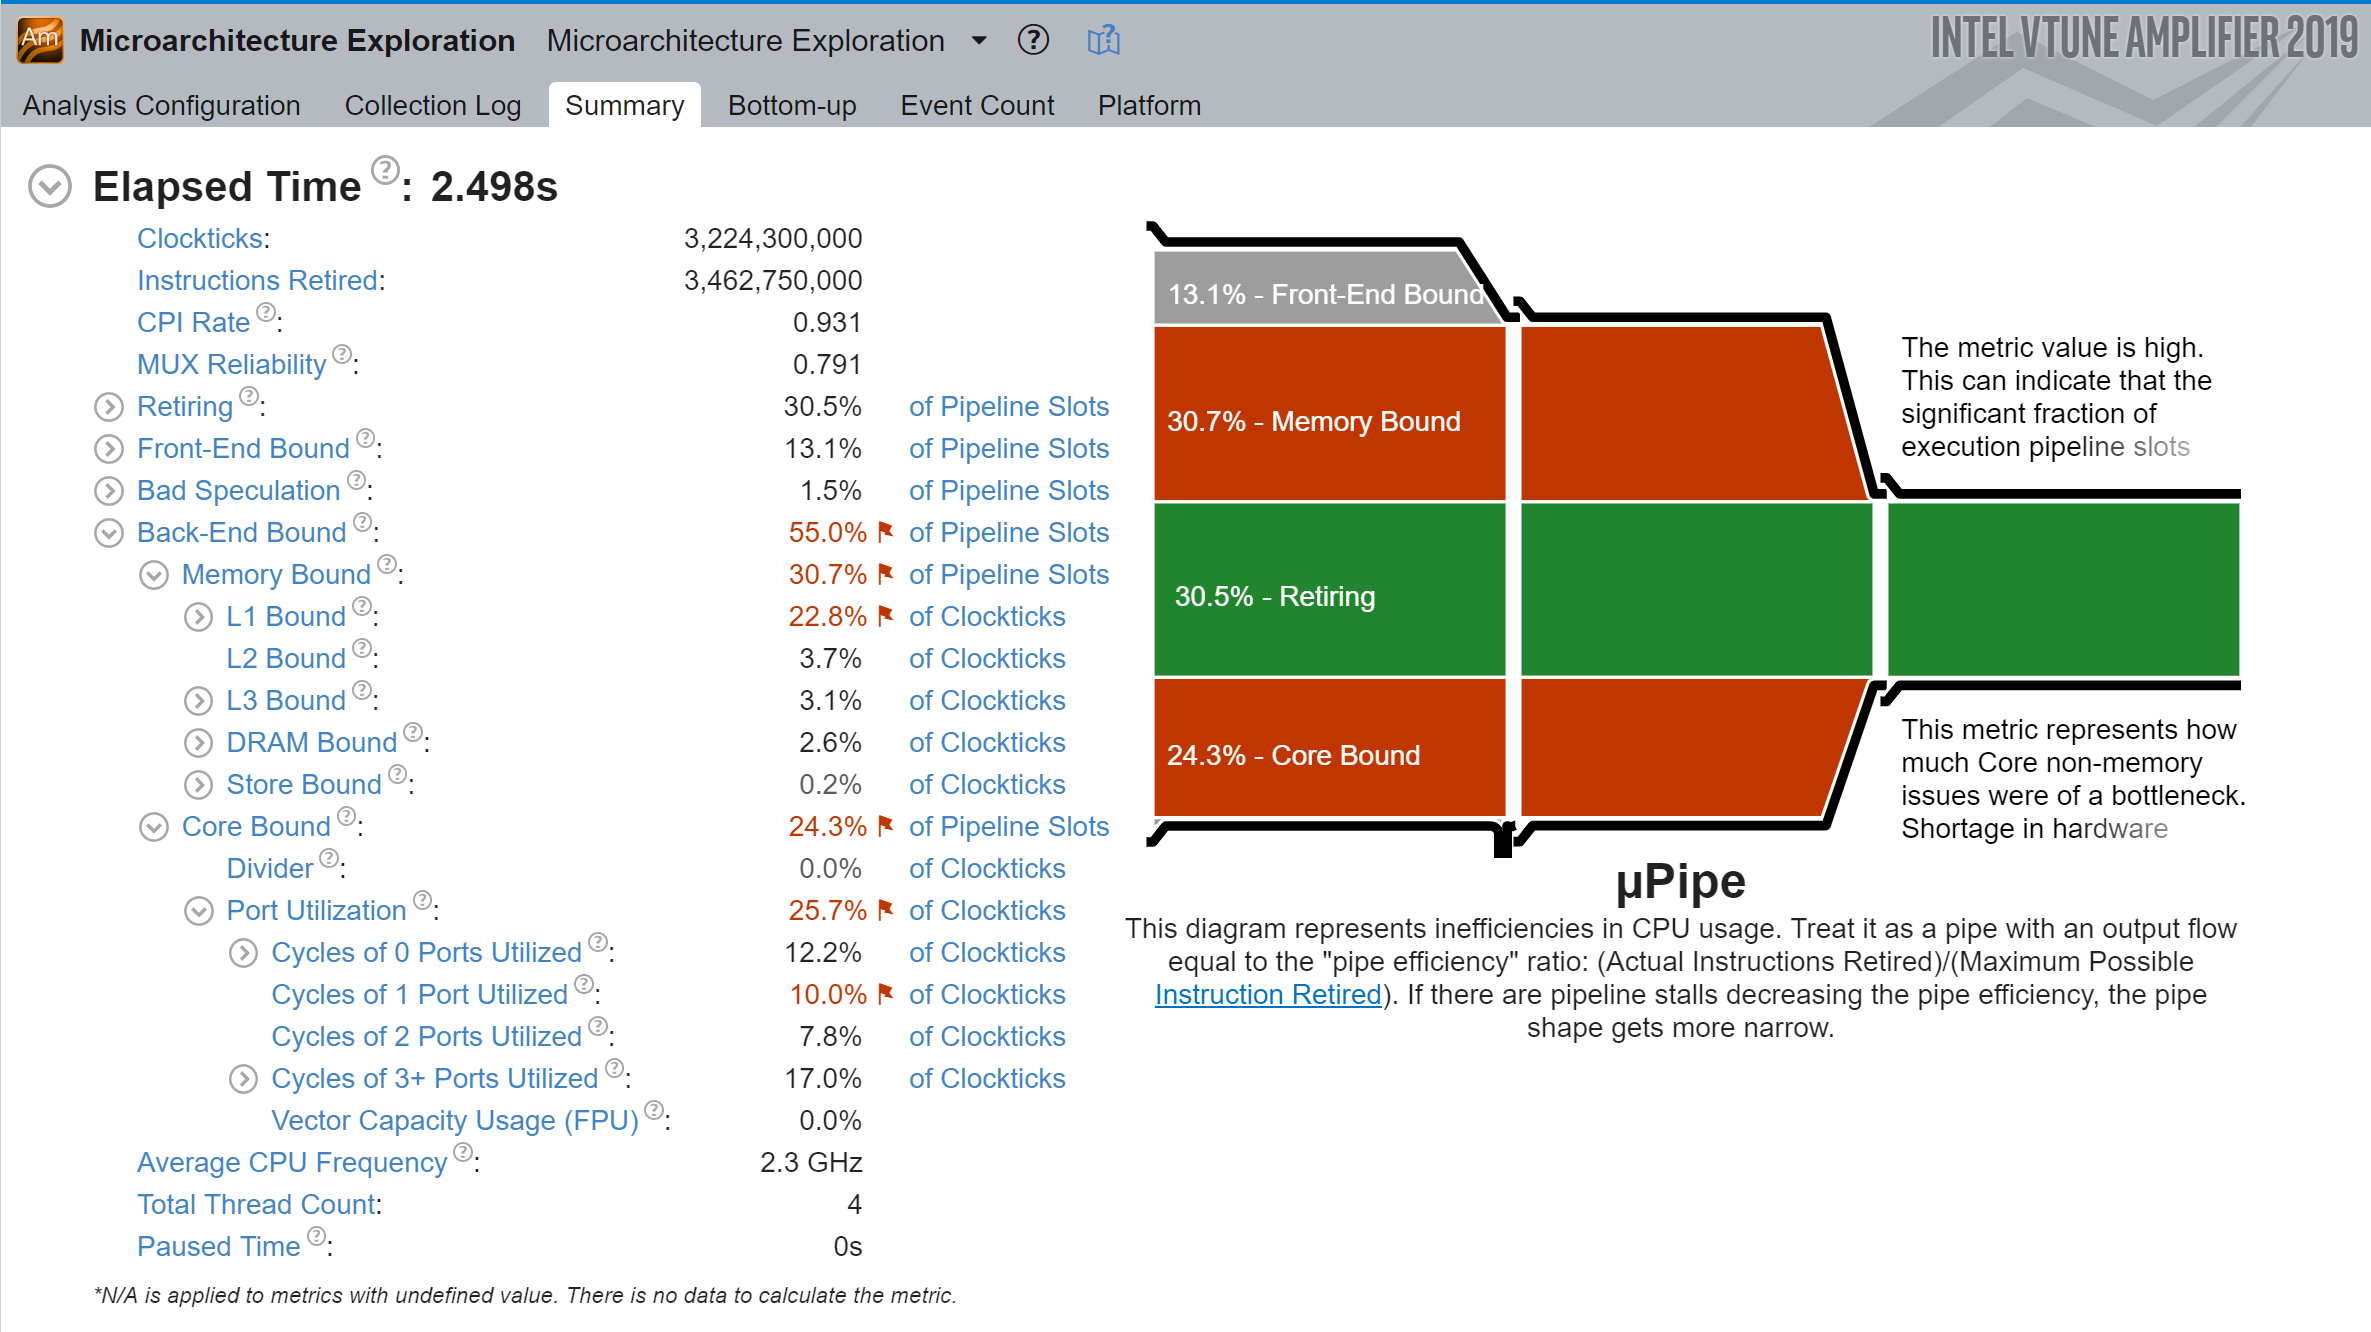 Am Microarchitecture Exploration Microarchitecture Exploration ? ? INTEL VTUNE AMPLIFIER 2019
Analysis Configuration Collection Log Summary Bottom-up Event Count Platform
Elapsed Time ? : 2.498s
Clockticks: 3,224,300,000
Instructions Retired: 3,462,750,000
CPI Rate ? : 0.931
MUX Reliability ? : 0.791
Retiring ? : 30.5% of Pipeline Slots
Front-End Bound ? : 13.1% of Pipeline Slots
Bad Speculation ? : 1.5% of Pipeline Slots
Back-End Bound ? : 55.0% of Pipeline Slots
Memory Bound ? : 30.7% of Pipeline Slots
L1 Bound ? : 22.8% of Clockticks
L2 Bound ? : 3.7% of Clockticks
L3 Bound ? : 3.1% of Clockticks
DRAM Bound ? : 2.6% of Clockticks
Store Bound ? : 0.2% of Clockticks
Core Bound ? : 24.3% of Pipeline Slots
Divider ? : 0.0% of Clockticks
Port Utilization ? : 25.7% of Clockticks
Cycles of 0 Ports Utilized ? : 12.2% of Clockticks
Cycles of 1 Port Utilized ? : 10.0% of Clockticks
Cycles of 2 Ports Utilized ? : 7.8% of Clockticks
Cycles of 3+ Ports Utilized ? : 17.0% of Clockticks
Vector Capacity Usage (FPU) ? : 0.0%
Average CPU Frequency ? : 2.3 GHz
Total Thread Count: 4
Paused Time ? : 0s
*N/A is applied to metrics with undefined value. There is no data to calculate the metric.
13.1% - Front-End Bound
30.7% - Memory Bound
30.5% - Retiring
24.3% - Core Bound
The metric value is high.
This can indicate that the
significant fraction of
execution pipeline slots
This metric represents how
much Core non-memory
issues were of a bottleneck.
Shortage in hardware
µPipe
This diagram represents inefficiencies in CPU usage. Treat it as a pipe with an output flow
equal to the "pipe efficiency" ratio: (Actual Instructions Retired)/(Maximum Possible
Instruction Retired). If there are pipeline stalls decreasing the pipe efficiency, the pipe
shape gets more narrow.